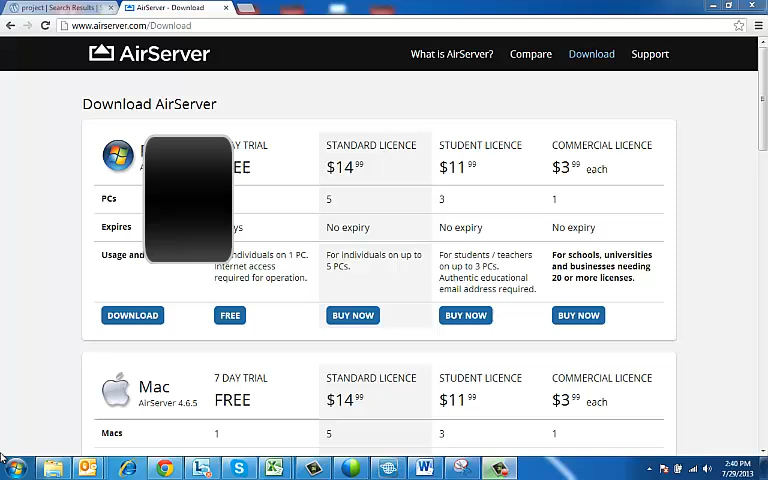 project | Search Results |
AirServer - Download
www.airserver.com/Download
AirServer
What is AirServer? Compare Download Support
Download AirServer
STANDARD LICENCE STUDENT LICENCE COMMERCIAL LICENCE
$14.99 $11.99 $3.99 each
PCs 5 3 1
Expires No expiry No expiry No expiry
Usage
individuals on 1 PC.
Internet access
required for operation.
For individuals on up to
5 PCs.
For students / teachers
on up to 3 PCs.
Authentic educational
email address required.
For schools, universities
and businesses needing
20 or more licenses.
DOWNLOAD FREE BUY NOW BUY NOW BUY NOW
Mac
AirServer 4.6.5
7 DAY TRIAL STANDARD LICENCE STUDENT LICENCE COMMERCIAL LICENCE
FREE $14.99 $11.99 $3.99 each
Macs 1 5 3 1
2:40 PM
7/29/2013